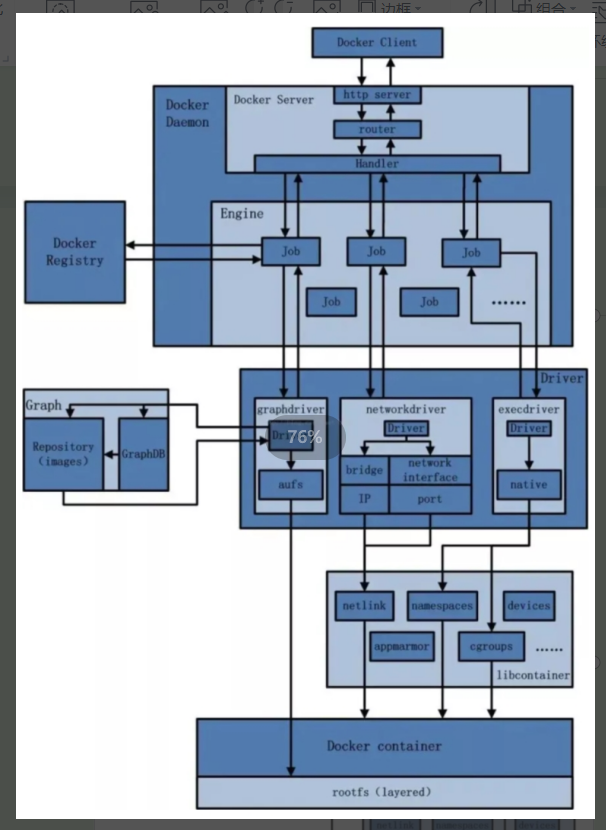 边框
组合
Docker Client
Docker
Daemon
Docker Server
http server
router
Handler
Engine
Docker
Registry
Job
Job
Job
Job
Job
......
Driver
Graph
Repository
(images)
GraphDB
graphdriver
76%
aufs
networkdriver
Driver
bridge
network
interface
IP
port
execdriver
Driver
native
netlink
namespaces
devices
appmarmor
cgroups
......
libcontainer
Docker container
rootfs (layered)